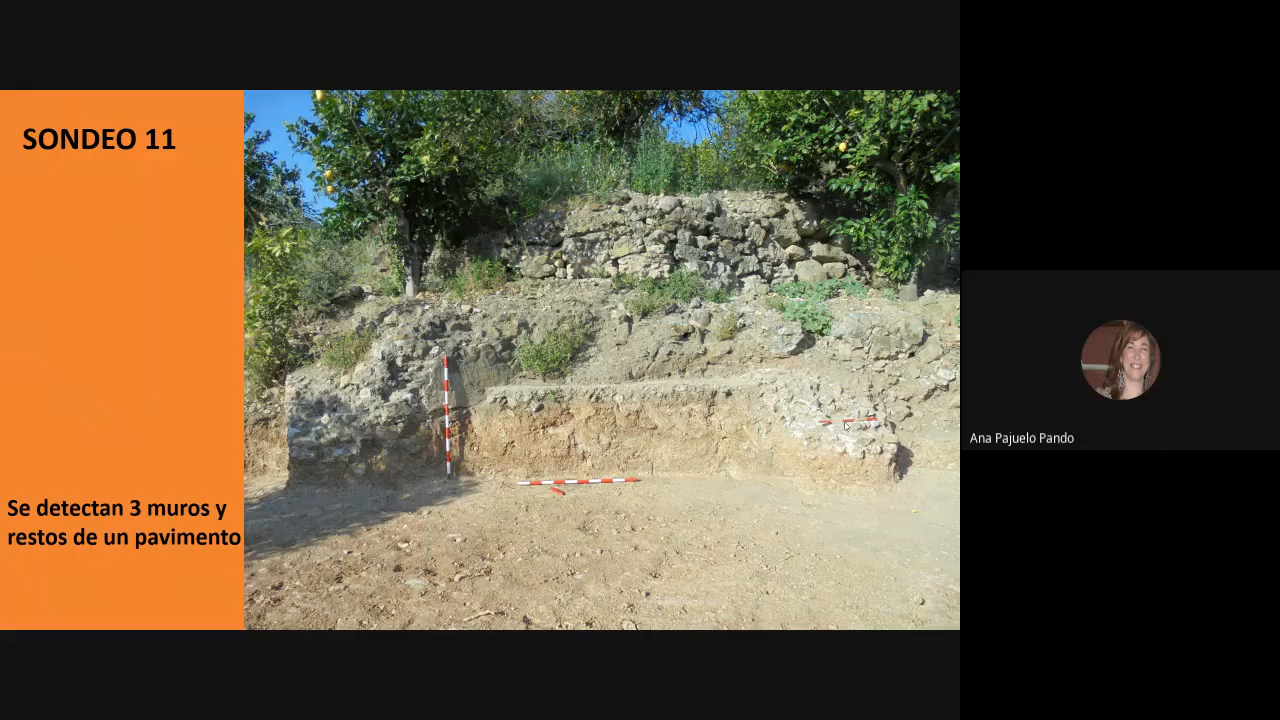 SONDEO 11
Se detectan 3 muros y
restos de un pavimento
Ana Pajuelo Pando